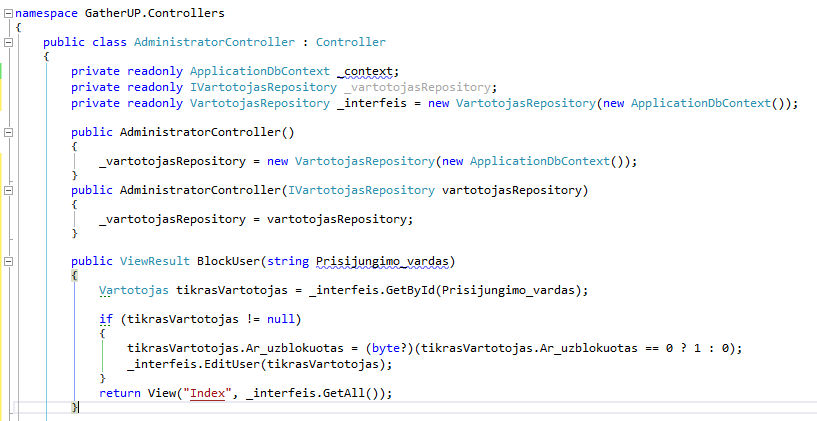 namespace GatherUP.Controllers
{
public class AdministratorController : Controller
{
private readonly ApplicationDbContext _context;
private readonly IVartotojasRepository _vartotojasRepository;
private readonly VartotojasRepository _interfeis = new VartotojasRepository(new ApplicationDbContext());
public AdministratorController()
{
_vartotojasRepository = new VartotojasRepository(new ApplicationDbContext());
}
public AdministratorController(IVartotojasRepository vartotojasRepository)
{
_vartotojasRepository = vartotojasRepository;
}
public ViewResult BlockUser(string Prisijungimo_vardas)
{
Vartotojas tikrasVartotojas = _interfeis.GetById(Prisijungimo_vardas);
if (tikrasVartotojas != null)
{
tikrasVartotojas.Ar_uzblokuotas = (byte?)(tikrasVartotojas.Ar_uzblokuotas == 0 ? 1 : 0);
_interfeis.EditUser(tikrasVartotojas);
}
return View("Index", _interfeis.GetAll());
}